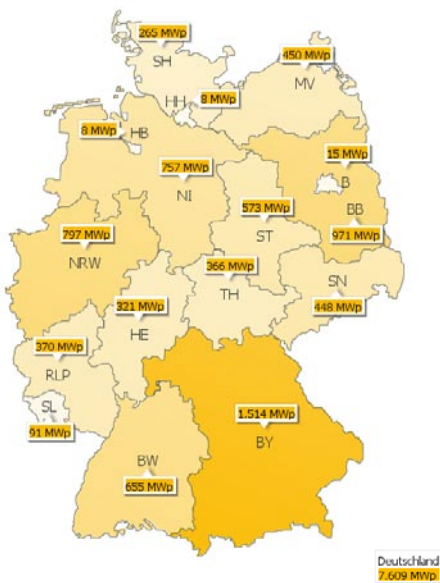 265 MWp
SH
450 MWp
MV
HH
8 MWp
8 MWp
HB
15 MWp
B
757 MWp
NI
BB
573 MWp
ST
971 MWp
797 MWp
NRW
366 MWp
TH
SN
448 MWp
321 MWp
HE
370 MWp
RLP
SL
91 MWp
1.514 MWp
BY
BW
655 MWp
Deutschland
7.609 MWp